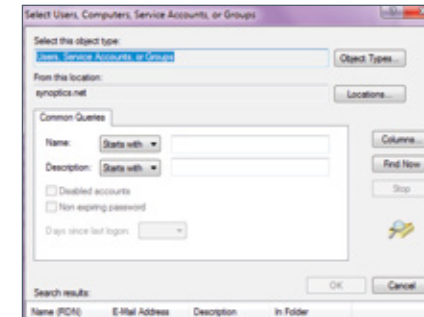 Select Users, Computers, Service Accounts, or Groups
Select this object type:
Users, Service Accounts, or Groups
Object Types...
From this location:
synoptics.net
Locations...
Common Queries
Name: Starts with
Columns...
Description: Starts with
Find Now
Disabled accounts
Stop
Non expiring password
Days since last logon:
OK
Cancel
Search results:
Name (RDN) E-Mail Address Description In Folder